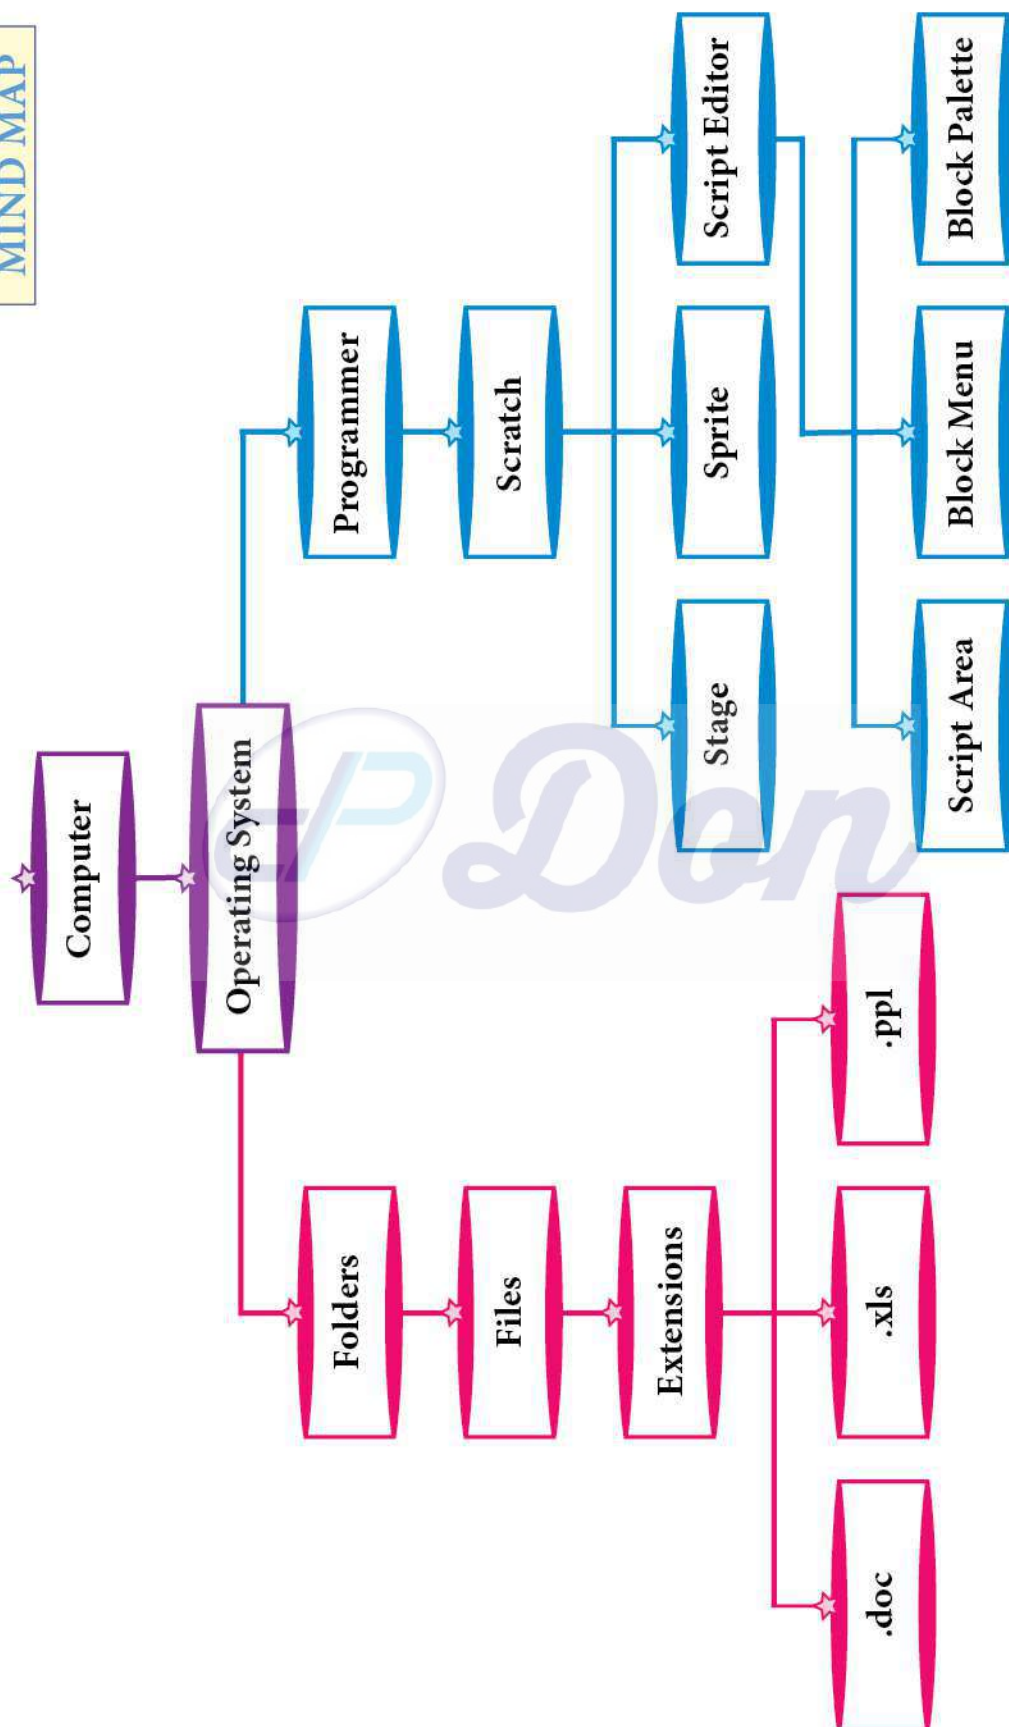 MIND MAP
Computer
Operating System
Folders
Programmer
Files
Scratch
Extensions
Stage
Sprite
Script Editor
.doc
.xls
.ppl
Script Area
Block Menu
Block Palette
Don